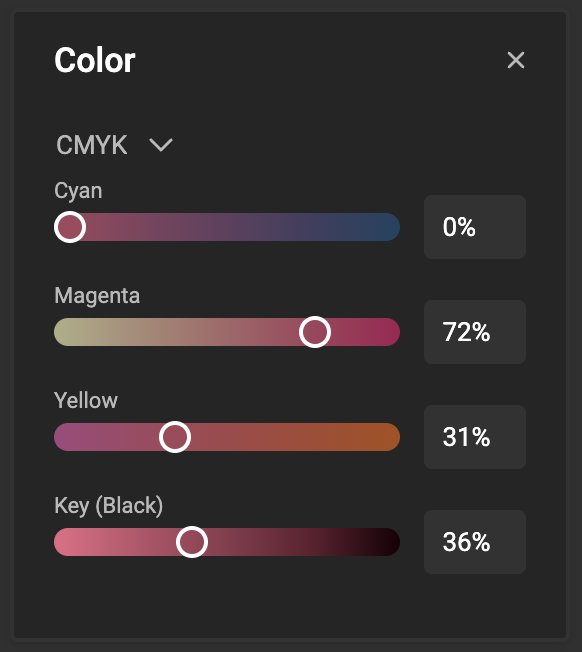 Color
CMYK
Cyan
0%
Magenta
72%
Yellow
31%
Key (Black)
36%